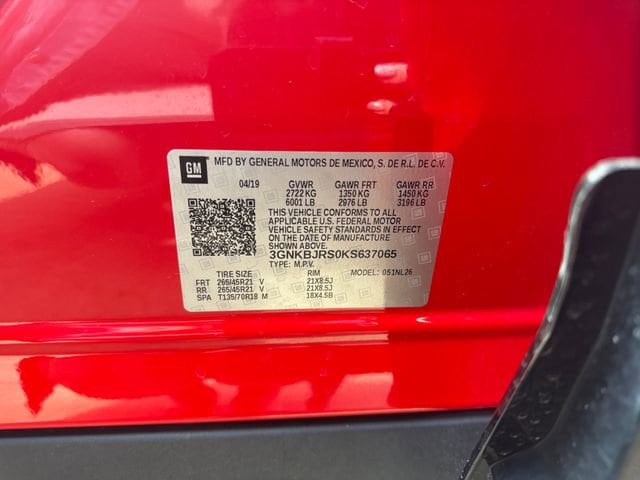 GM
MFD BY GENERAL MOTORS DE MEXICO, S. DE R.L. DE C.V.
04/19 GVWR GAWR FRT GAWR RR
2722 KG 1350 KG 1450 KG
6001 LB 2976 LB 3196 LB
THIS VEHICLE CONFORMS TO ALL
APPLICABLE U.S. FEDERAL MOTOR
VEHICLE SAFETY STANDARDS IN EFFECT
ON THE DATE OF MANUFACTURE
SHOWN ABOVE.
3GNKBJRS0KS637065
TYPE: M.P.V.
TIRE SIZE RIM MODEL: 051NL26
FRT 265/45R21 V 21X8.5J
RR 265/45R21 V 21X8.5J
SPA T135/70R18 M 18X4.5B